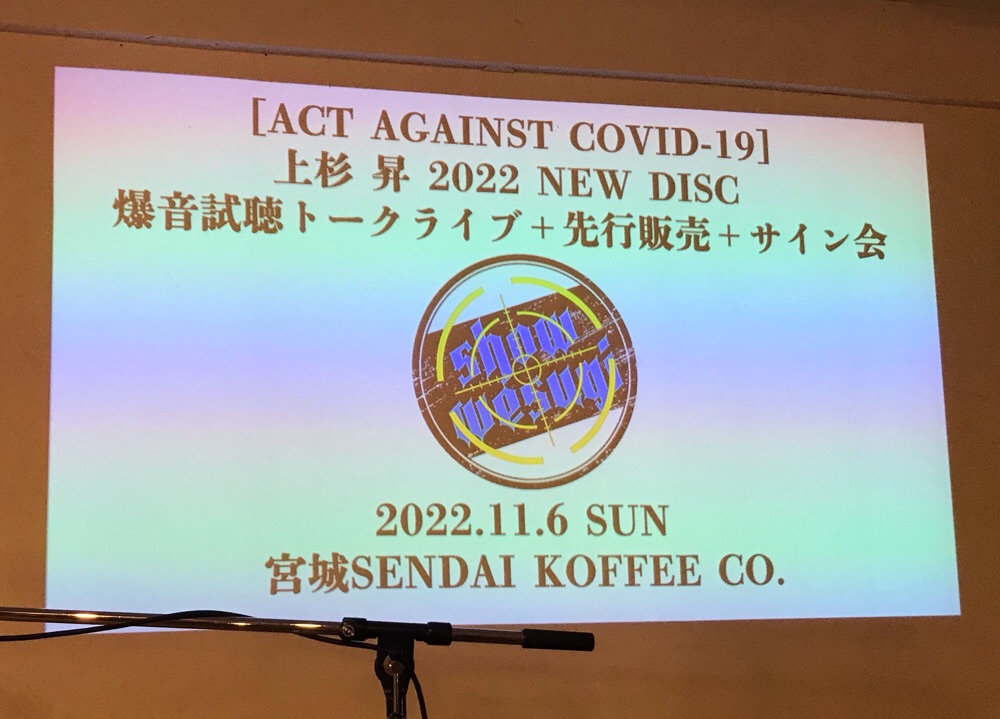 [ACT AGAINST COVID-19]
上杉 昇 2022 NEW DISC
爆音試聴トークライブ+先行販売+サイン会
show
wesugi
2022.11.6 SUN
宮城SENDAI KOFFEE CO.